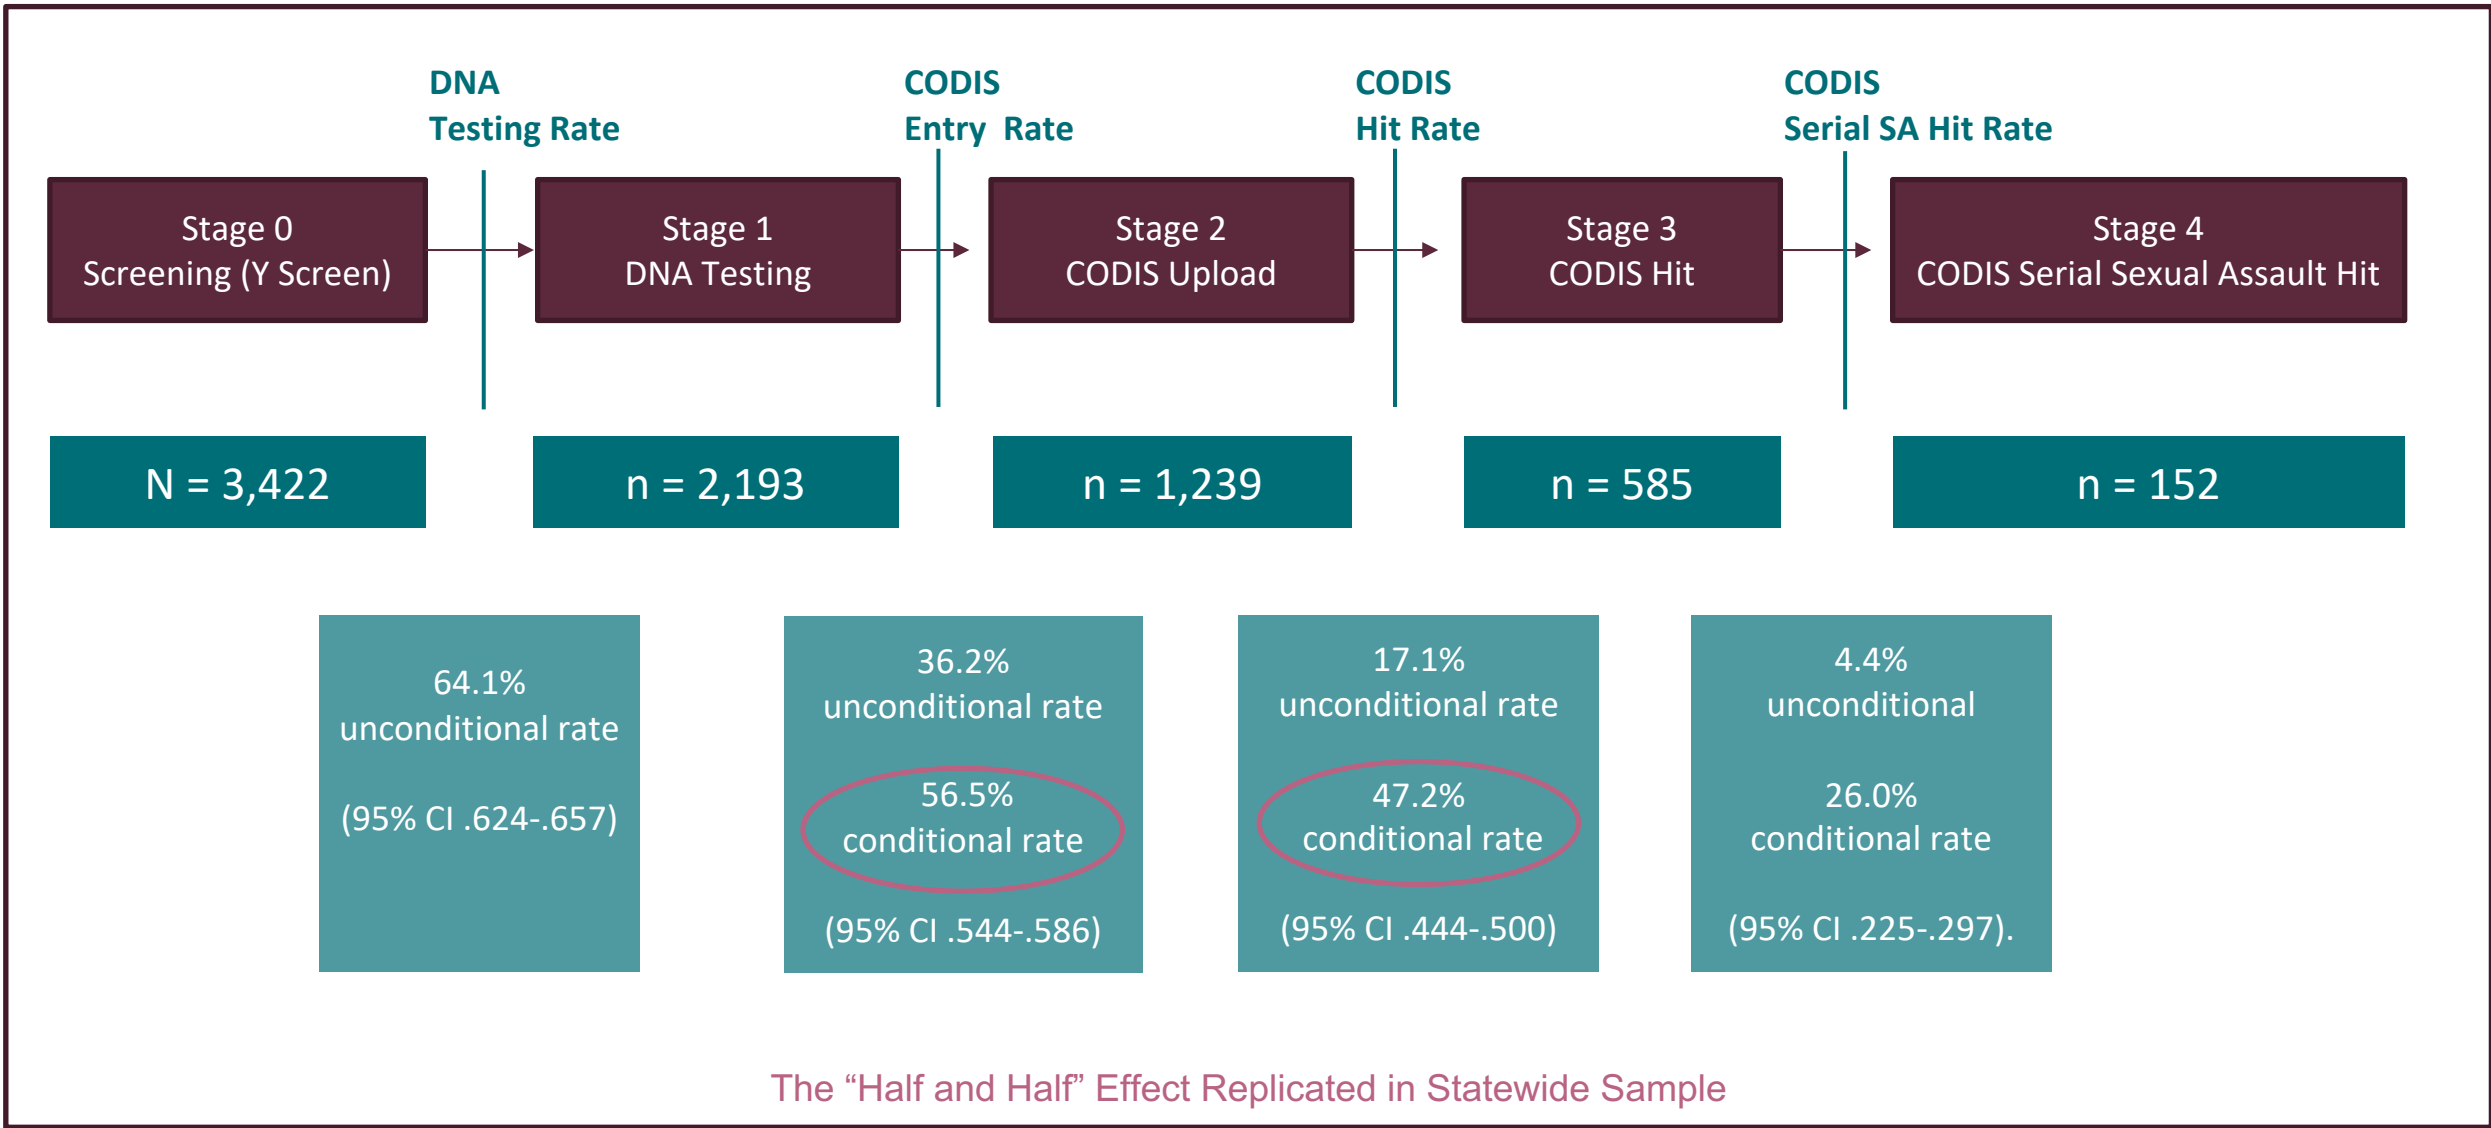 DNA
Testing Rate
CODIS
Entry Rate
CODIS
Hit Rate
CODIS
Serial SA Hit Rate
Stage 0
Screening (Y Screen)
Stage 1
DNA Testing
Stage 2
CODIS Upload
Stage 3
CODIS Hit
Stage 4
CODIS Serial Sexual Assault Hit
N = 3,422
n = 2,193
n = 1,239
n = 585
n = 152
64.1%
unconditional rate
(95% CI .624-.657)
36.2%
unconditional rate
56.5%
conditional rate
(95% CI .544-.586)
17.1%
unconditional rate
47.2%
conditional rate
(95% CI .444-.500)
4.4%
unconditional
26.0%
conditional rate
(95% CI .225-.297).
The “Half and Half” Effect Replicated in Statewide Sample